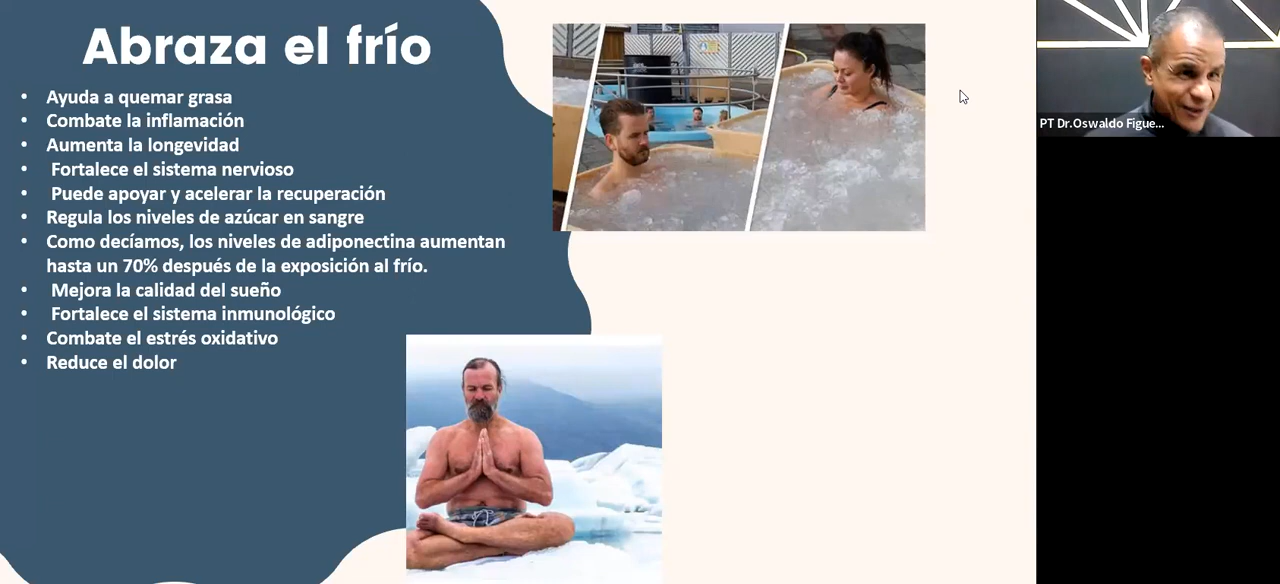 Abraza el frío
• Ayuda a quemar grasa
• Combate la inflamación
• Aumenta la longevidad
• Fortalece el sistema nervioso
• Puede apoyar y acelerar la recuperación
• Regula los niveles de azúcar en sangre
• Como decíamos, los niveles de adiponectina aumentan
hasta un 70% después de la exposición al frío.
• Mejora la calidad del sueño
• Fortalece el sistema inmunológico
• Combate el estrés oxidativo
• Reduce el dolor
PT Dr.Oswaldo Figue...